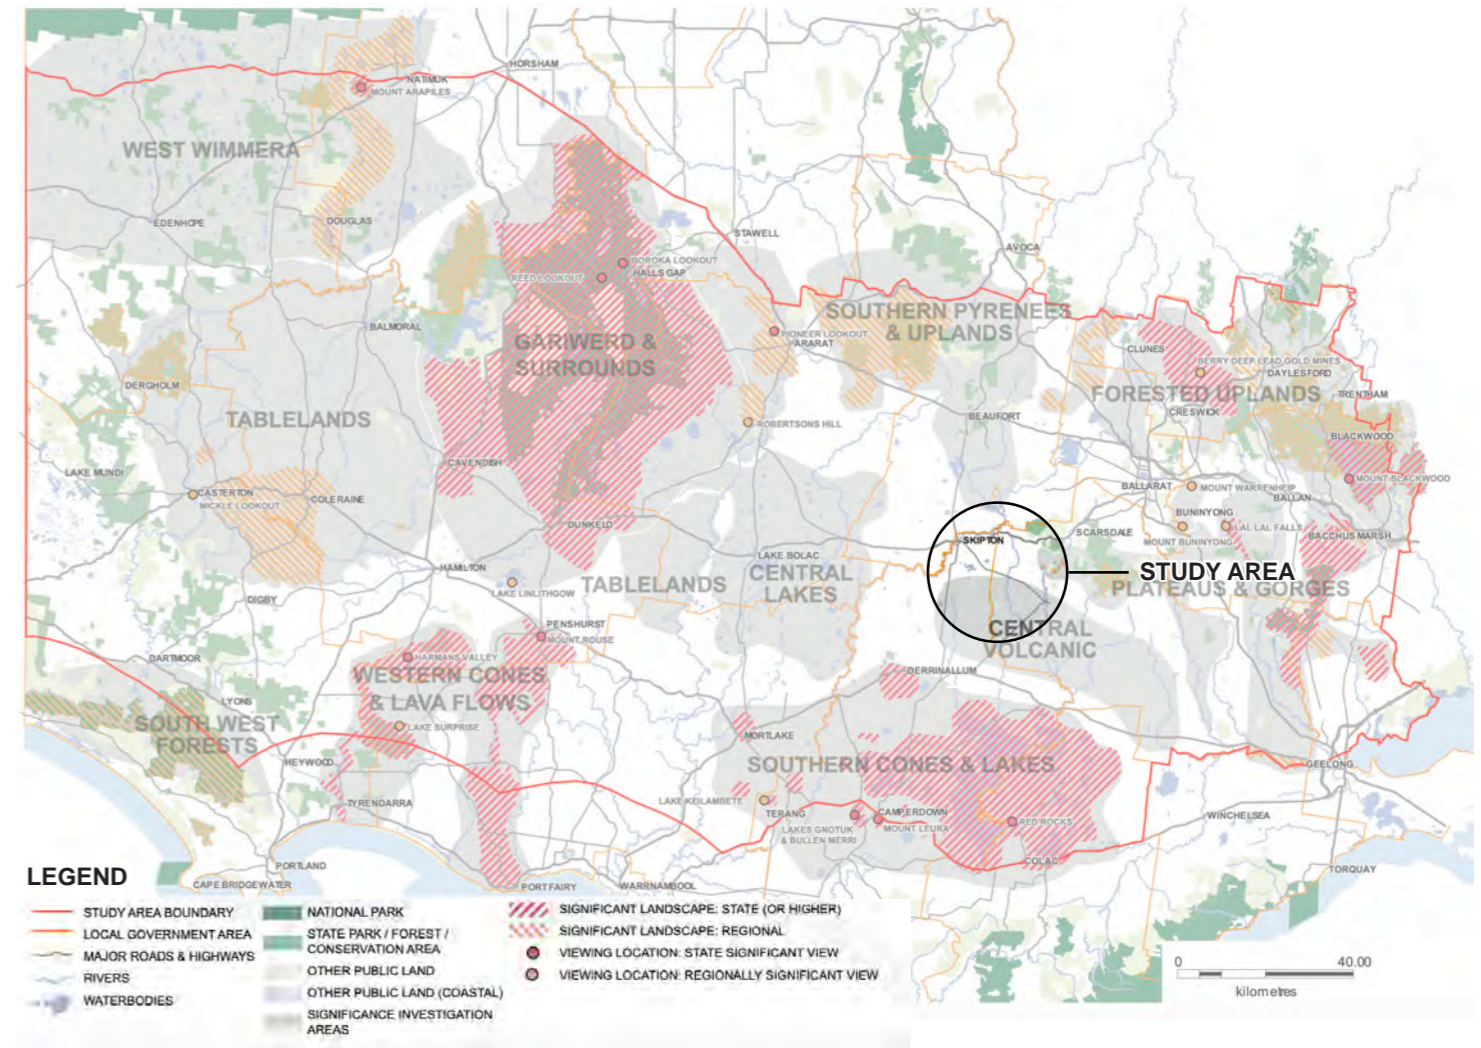 HORSHAM
NATIMUK
MOUNT ARAPILES
WEST WIMMERA
EDENHOPE
DOUGLAS
STAWELL
AVOCA
BOROKA LOOKOUT
REED LOOKOUT
HALLS GAP
BALMORAL
GARIWERD &
SURROUNDS
PIONEER LOOKOUT
ARARAT
SOUTHERN PYRENEES
& UPLANDS
CLUNES
BERRY DEEP LEAD GOLD MINES
DAYLESFORD
DERGHOLM
FORESTED UPLANDS
TRENTHAM
CRESWICK
TABLELANDS
ROBERTSONS HILL
BEAUFORT
BLACKWOOD
LAKE MUNDI
CAVENDISH
MOUNT BLACKWOOD
CASTERTON
MICKLE LOOKOUT
COLERAINE
BALLARAT
MOUNT WARRENHEIP
BALLAN
DUNKELD
BUNINYONG
LAL LAL FALLS
SKIPTON
SCARSDALE
MOUNT BUNINYONG
BACCHUS MARSH
LAKE BOLAC
HAMILTON
LAKE LINLITHGOW
TABLELANDS
CENTRAL
LAKES
STUDY AREA
PLATEAUS & GORGES
DIGBY
PENSHURST
MOUNT ROUSE
CENTRAL
VOLCANIC
DARTMOOR
HARMANS VALLEY
WESTERN CONES
& LAVA FLOWS
DERRINALLUM
LYONS
SOUTH WEST
FORESTS
LAKE SURPRISE
MORTLAKE
HEYWOOD
SOUTHERN CONES & LAKES
GEELONG
TYRENDARRA
LAKE KEILAMBETE
TERANG
CAMPERDOWN
LAKES GNOTUK
& BULLEN MERRI
MOUNT LEURA
RED ROCKS
WINCHELSEA
COLAC
TORQUAY
PORTLAND
CAPE BRIDGEWATER
PORT FAIRY
WARRNAMBOOL
LEGEND
STUDY AREA BOUNDARY
LOCAL GOVERNMENT AREA
MAJOR ROADS & HIGHWAYS
RIVERS
WATERBODIES
NATIONAL PARK
STATE PARK / FOREST /
CONSERVATION AREA
OTHER PUBLIC LAND
OTHER PUBLIC LAND (COASTAL)
SIGNIFICANCE INVESTIGATION
AREAS
SIGNIFICANT LANDSCAPE: STATE (OR HIGHER)
SIGNIFICANT LANDSCAPE: REGIONAL
VIEWING LOCATION: STATE SIGNIFICANT VIEW
VIEWING LOCATION: REGIONALLY SIGNIFICANT VIEW
0 40.00
kilometres